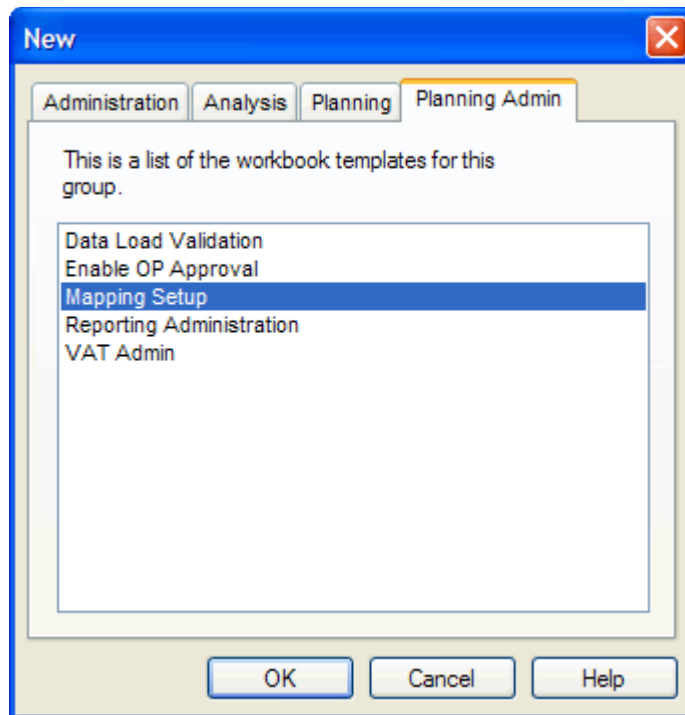 New
Administration Analysis Planning Planning Admin
This is a list of the workbook templates for this
group.
Data Load Validation
Enable OP Approval
Mapping Setup
Reporting Administration
VAT Admin
OK Cancel Help